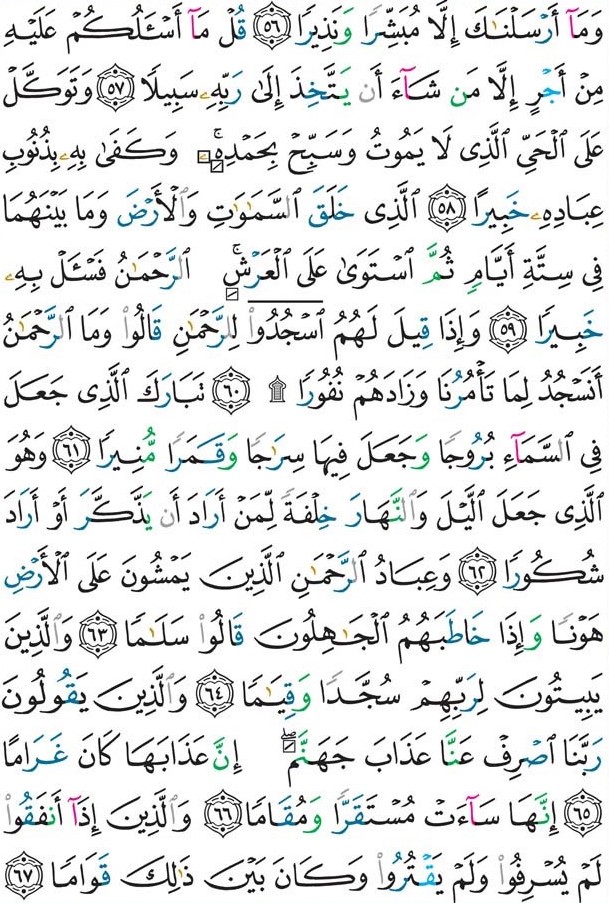 وَمَآ أَرْسَلْنَٰكَ إِلَّا مُبَشِّرًا وَنَذِيرًا ۝٥٦ قُلْ مَآ أَسْـَٔلُكُمْ عَلَيْهِ
مِنْ أَجْرٍ إِلَّا مَن شَآءَ أَن يَتَّخِذَ إِلَىٰ رَبِّهِۦ سَبِيلًا ۝٥٧ وَتَوَكَّلْ
عَلَى ٱلْحَىِّ ٱلَّذِى لَا يَمُوتُ وَسَبِّحْ بِحَمْدِهِۦۚ وَكَفَىٰ بِهِۦ بِذُنُوبِ
عِبَادِهِۦ خَبِيرًا ۝٥٨ ٱلَّذِى خَلَقَ ٱلسَّمَٰوَٰتِ وَٱلْأَرْضَ وَمَا بَيْنَهُمَا
فِى سِتَّةِ أَيَّامٍ ثُمَّ ٱسْتَوَىٰ عَلَى ٱلْعَرْشِۚ ٱلرَّحْمَٰنُ فَسْـَٔلْ بِهِۦ
خَبِيرًا ۝٥٩ وَإِذَا قِيلَ لَهُمُ ٱسْجُدُوا۟ لِلرَّحْمَٰنِ قَالُوا۟ وَمَا ٱلرَّحْمَٰنُ
أَنَسْجُدُ لِمَا تَأْمُرُنَا وَزَادَهُمْ نُفُورًا ۩ ۝٦٠ تَبَارَكَ ٱلَّذِى جَعَلَ
فِى ٱلسَّمَآءِ بُرُوجًا وَجَعَلَ فِيهَا سِرَٰجًا وَقَمَرًا مُّنِيرًا ۝٦١ وَهُوَ
ٱلَّذِى جَعَلَ ٱلَّيْلَ وَٱلنَّهَارَ خِلْفَةً لِّمَنْ أَرَادَ أَن يَذَّكَّرَ أَوْ أَرَادَ
شُكُورًا ۝٦٢ وَعِبَادُ ٱلرَّحْمَٰنِ ٱلَّذِينَ يَمْشُونَ عَلَى ٱلْأَرْضِ
هَوْنًا وَإِذَا خَاطَبَهُمُ ٱلْجَٰهِلُونَ قَالُوا۟ سَلَٰمًا ۝٦٣ وَٱلَّذِينَ
يَبِيتُونَ لِرَبِّهِمْ سُجَّدًا وَقِيَٰمًا ۝٦٤ وَٱلَّذِينَ يَقُولُونَ
رَبَّنَا ٱصْرِفْ عَنَّا عَذَابَ جَهَنَّمَۖ إِنَّ عَذَابَهَا كَانَ غَرَامًا
۝٦٥ إِنَّهَا سَآءَتْ مُسْتَقَرًّا وَمُقَامًا ۝٦٦ وَٱلَّذِينَ إِذَآ أَنفَقُوا۟
لَمْ يُسْرِفُوا۟ وَلَمْ يَقْتُرُوا۟ وَكَانَ بَيْنَ ذَٰلِكَ قَوَامًا ۝٦٧